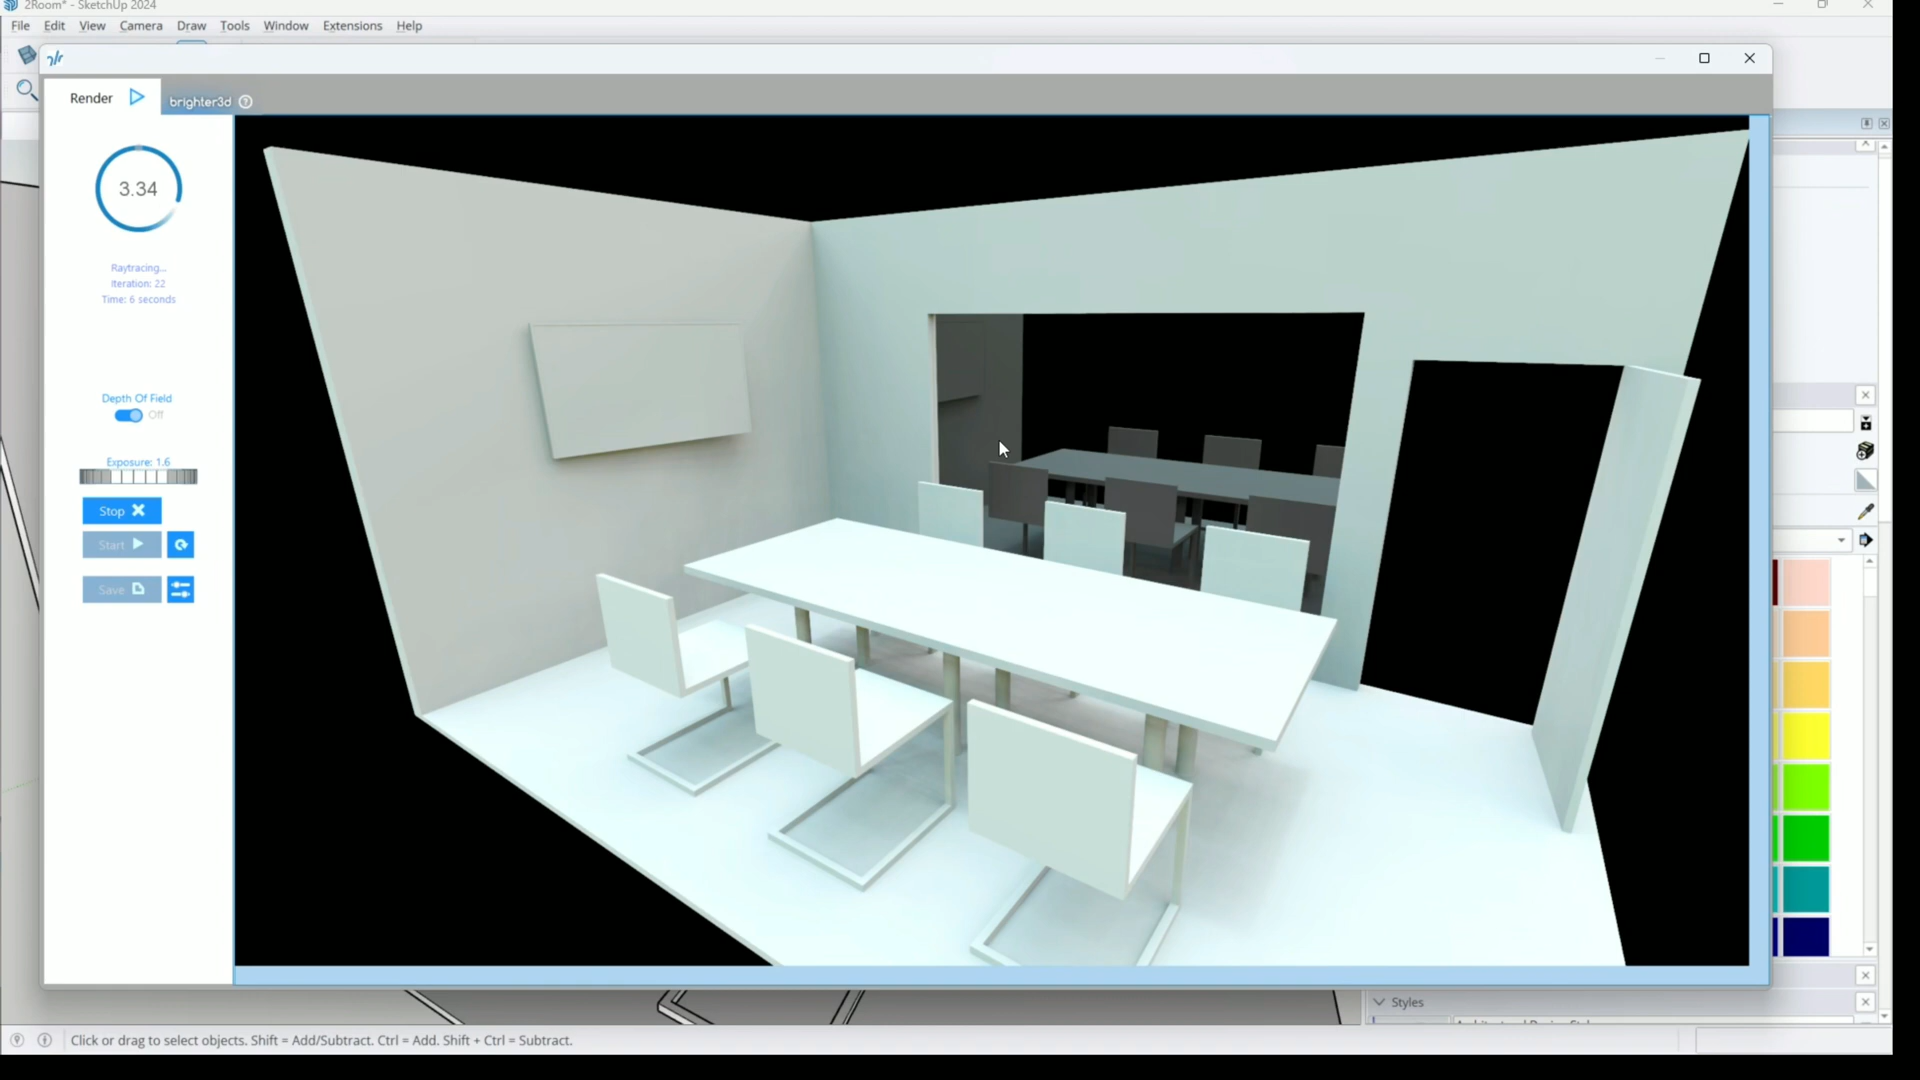 2Room* - SketchUp 2024
File Edit View Camera Draw Tools Window Extensions Help
Render
brighter3d
3.34
Raytracing...
Iteration: 22
Time: 6 seconds
Depth Of Field
Off
Exposure: 1.6
Stop
Start
Save
Styles
Click or drag to select objects. Shift = Add/Subtract. Ctrl = Add. Shift + Ctrl = Subtract.